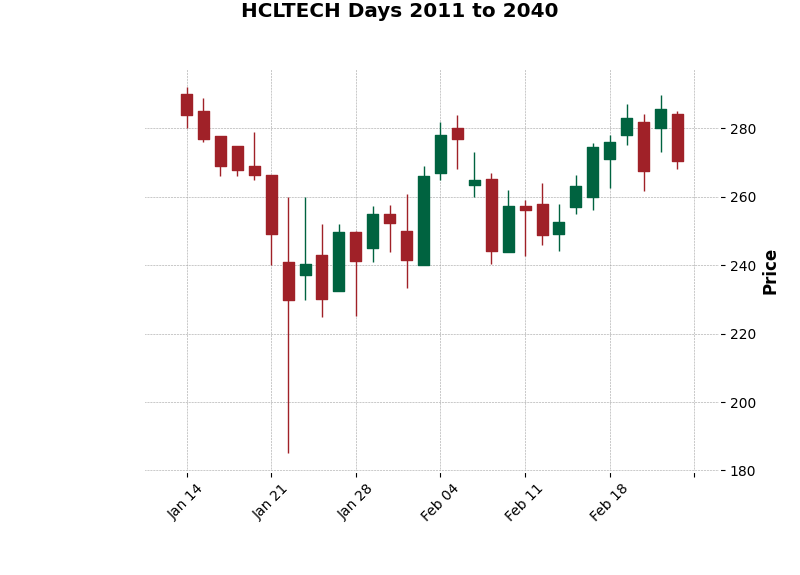 HCLTECH Days 2011 to 2040
280
260
240
220
200
180
Price
Jan 14
Jan 21
Jan 28
Feb 04
Feb 11
Feb 18